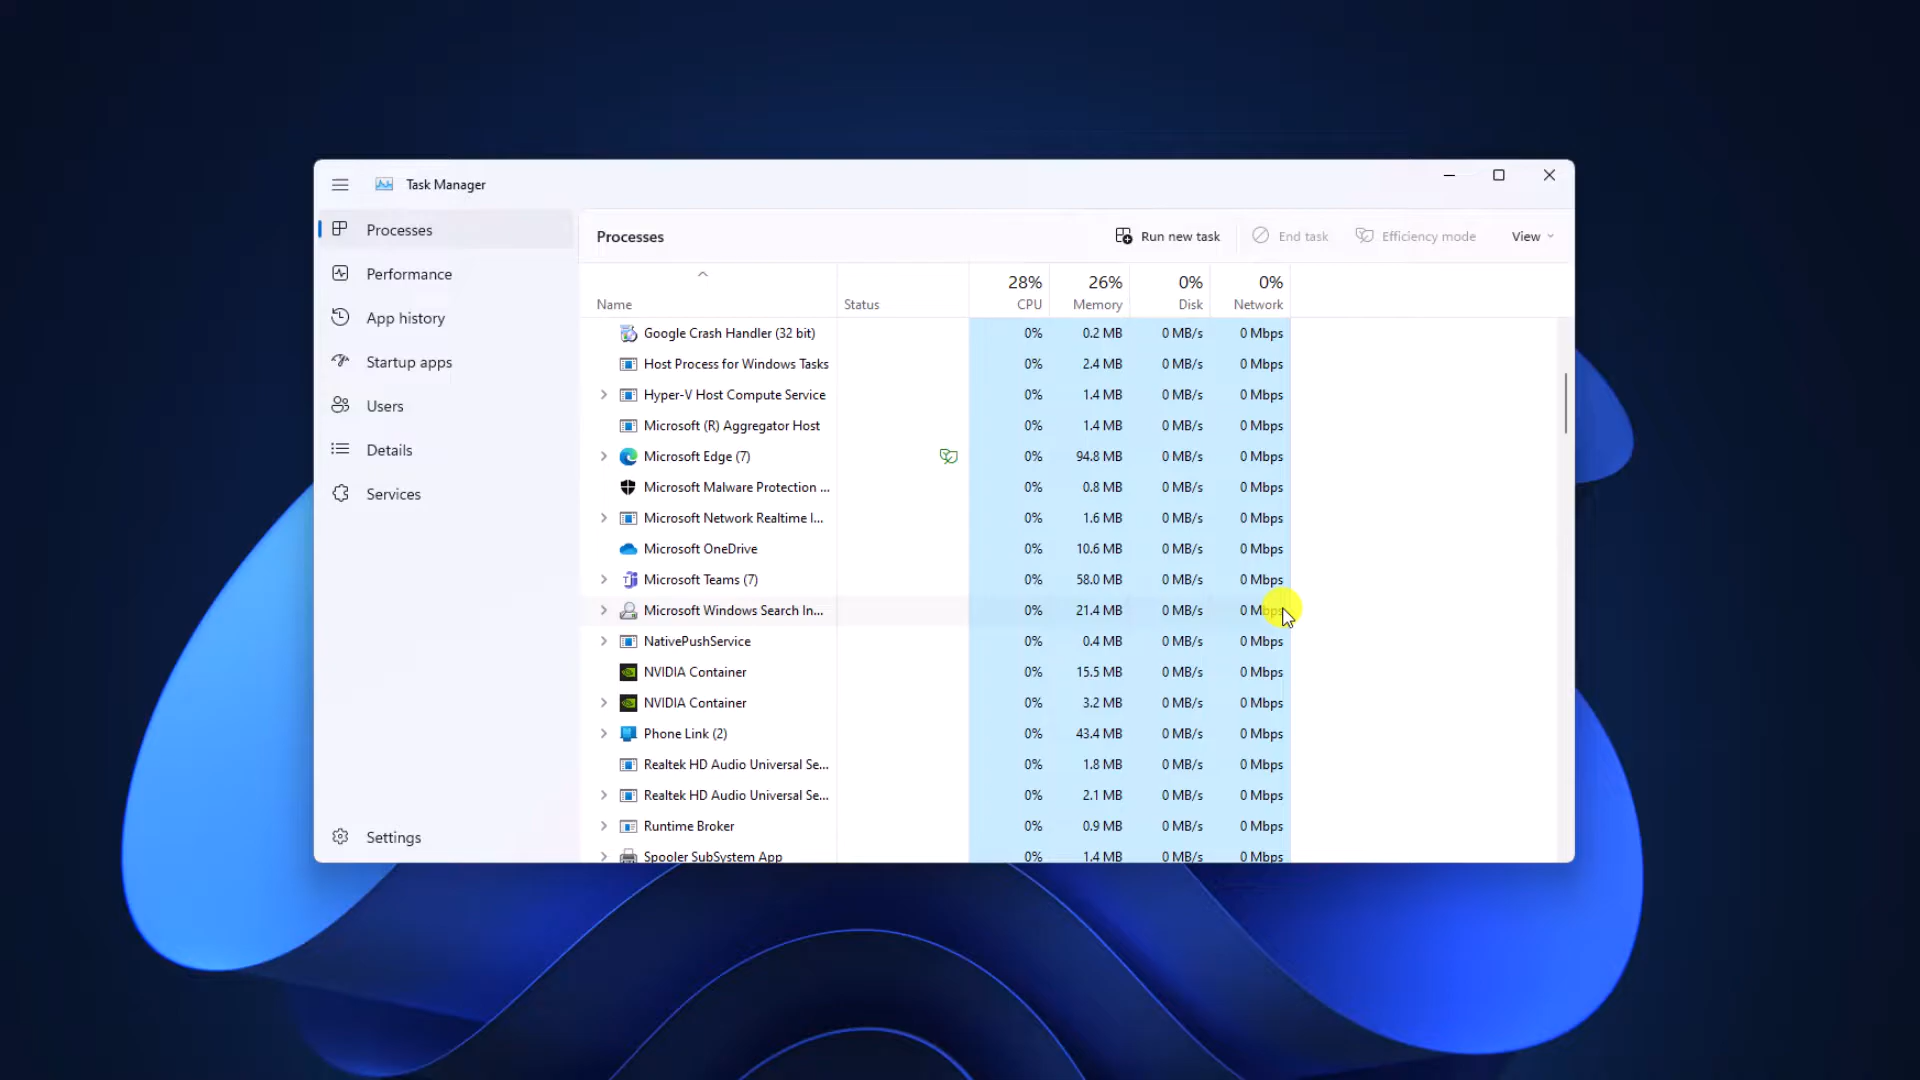 Task Manager
Processes
Performance
App history
Startup apps
Users
Details
Services
Settings
Processes Run new task End task Efficiency mode View
28% 26% 0% 0%
Name Status CPU Memory Disk Network
Google Crash Handler (32 bit) 0% 0.2 MB 0 MB/s 0 Mbps
Host Process for Windows Tasks 0% 2.4 MB 0 MB/s 0 Mbps
Hyper-V Host Compute Service 0% 1.4 MB 0 MB/s 0 Mbps
Microsoft (R) Aggregator Host 0% 1.4 MB 0 MB/s 0 Mbps
Microsoft Edge (7) 0% 94.8 MB 0 MB/s 0 Mbps
Microsoft Malware Protection ... 0% 0.8 MB 0 MB/s 0 Mbps
Microsoft Network Realtime I... 0% 1.6 MB 0 MB/s 0 Mbps
Microsoft OneDrive 0% 10.6 MB 0 MB/s 0 Mbps
Microsoft Teams (7) 0% 58.0 MB 0 MB/s 0 Mbps
Microsoft Windows Search In... 0% 21.4 MB 0 MB/s 0 Mbps
NativePushService 0% 0.4 MB 0 MB/s 0 Mbps
NVIDIA Container 0% 15.5 MB 0 MB/s 0 Mbps
NVIDIA Container 0% 3.2 MB 0 MB/s 0 Mbps
Phone Link (2) 0% 43.4 MB 0 MB/s 0 Mbps
Realtek HD Audio Universal Se... 0% 1.8 MB 0 MB/s 0 Mbps
Realtek HD Audio Universal Se... 0% 2.1 MB 0 MB/s 0 Mbps
Runtime Broker 0% 0.9 MB 0 MB/s 0 Mbps
Spooler SubSystem App 0% 1.4 MB 0 MB/s 0 Mbps